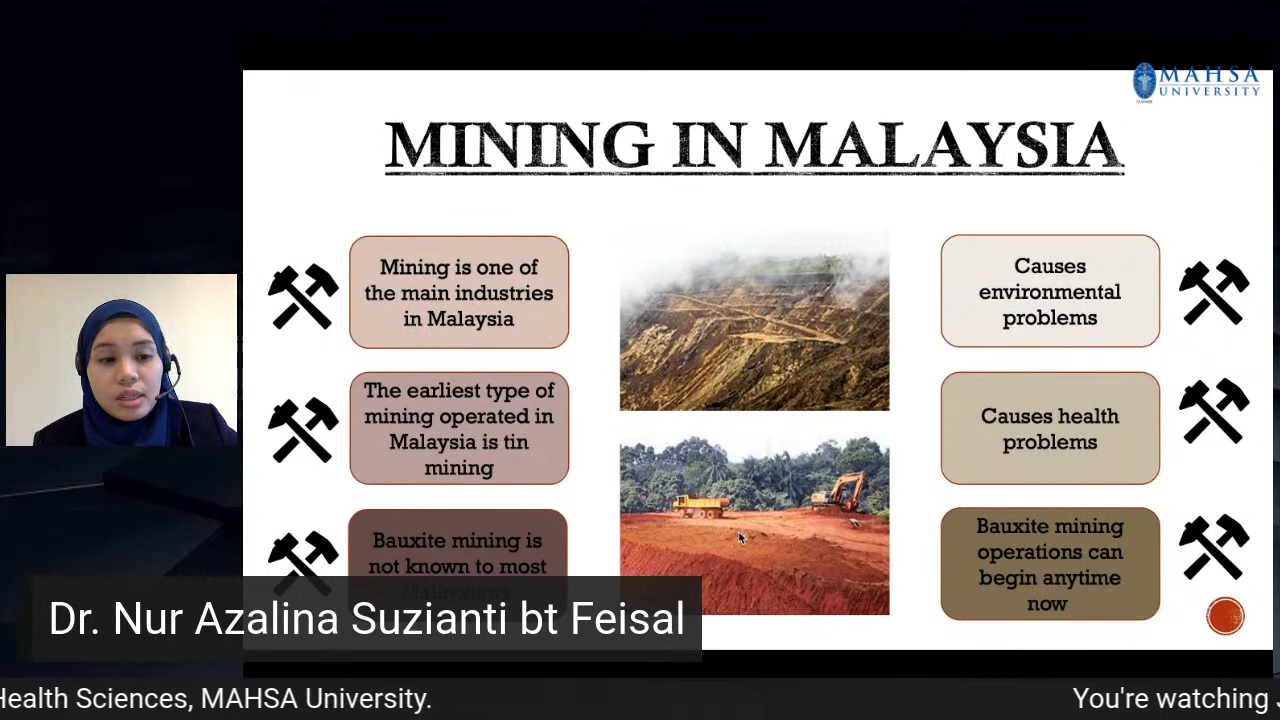 MAHSA
UNIVERSITY
MINING IN MALAYSIA
Mining is one of
the main industries
in Malaysia
The earliest type of
mining operated in
Malaysia is tin
mining
Bauxite mining is
not known to most
Malaysians
Causes
environmental
problems
Causes health
problems
Bauxite mining
operations can
begin anytime
now
Dr. Nur Azalina Suzianti bt Feisal
Health Sciences, MAHSA University.
You're watching